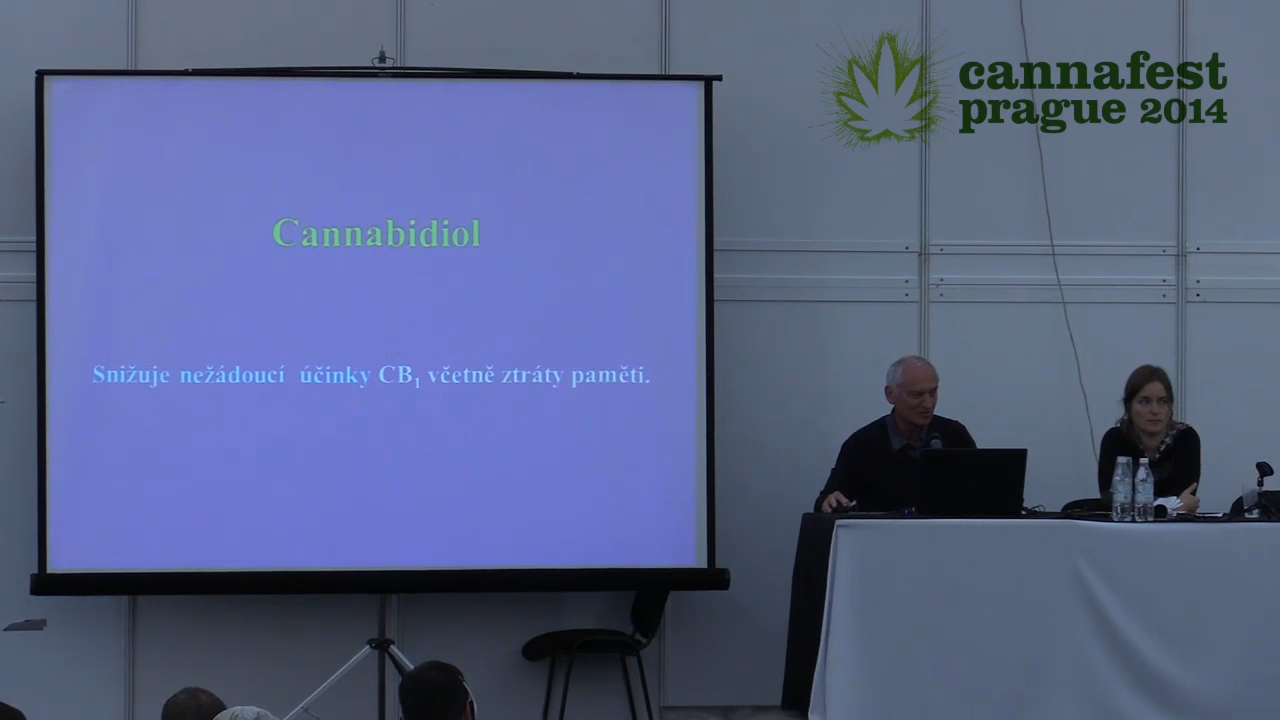 cannafest
prague 2014
Cannabidiol
Snižuje nežádoucí účinky CB₁ včetně ztráty paměti.